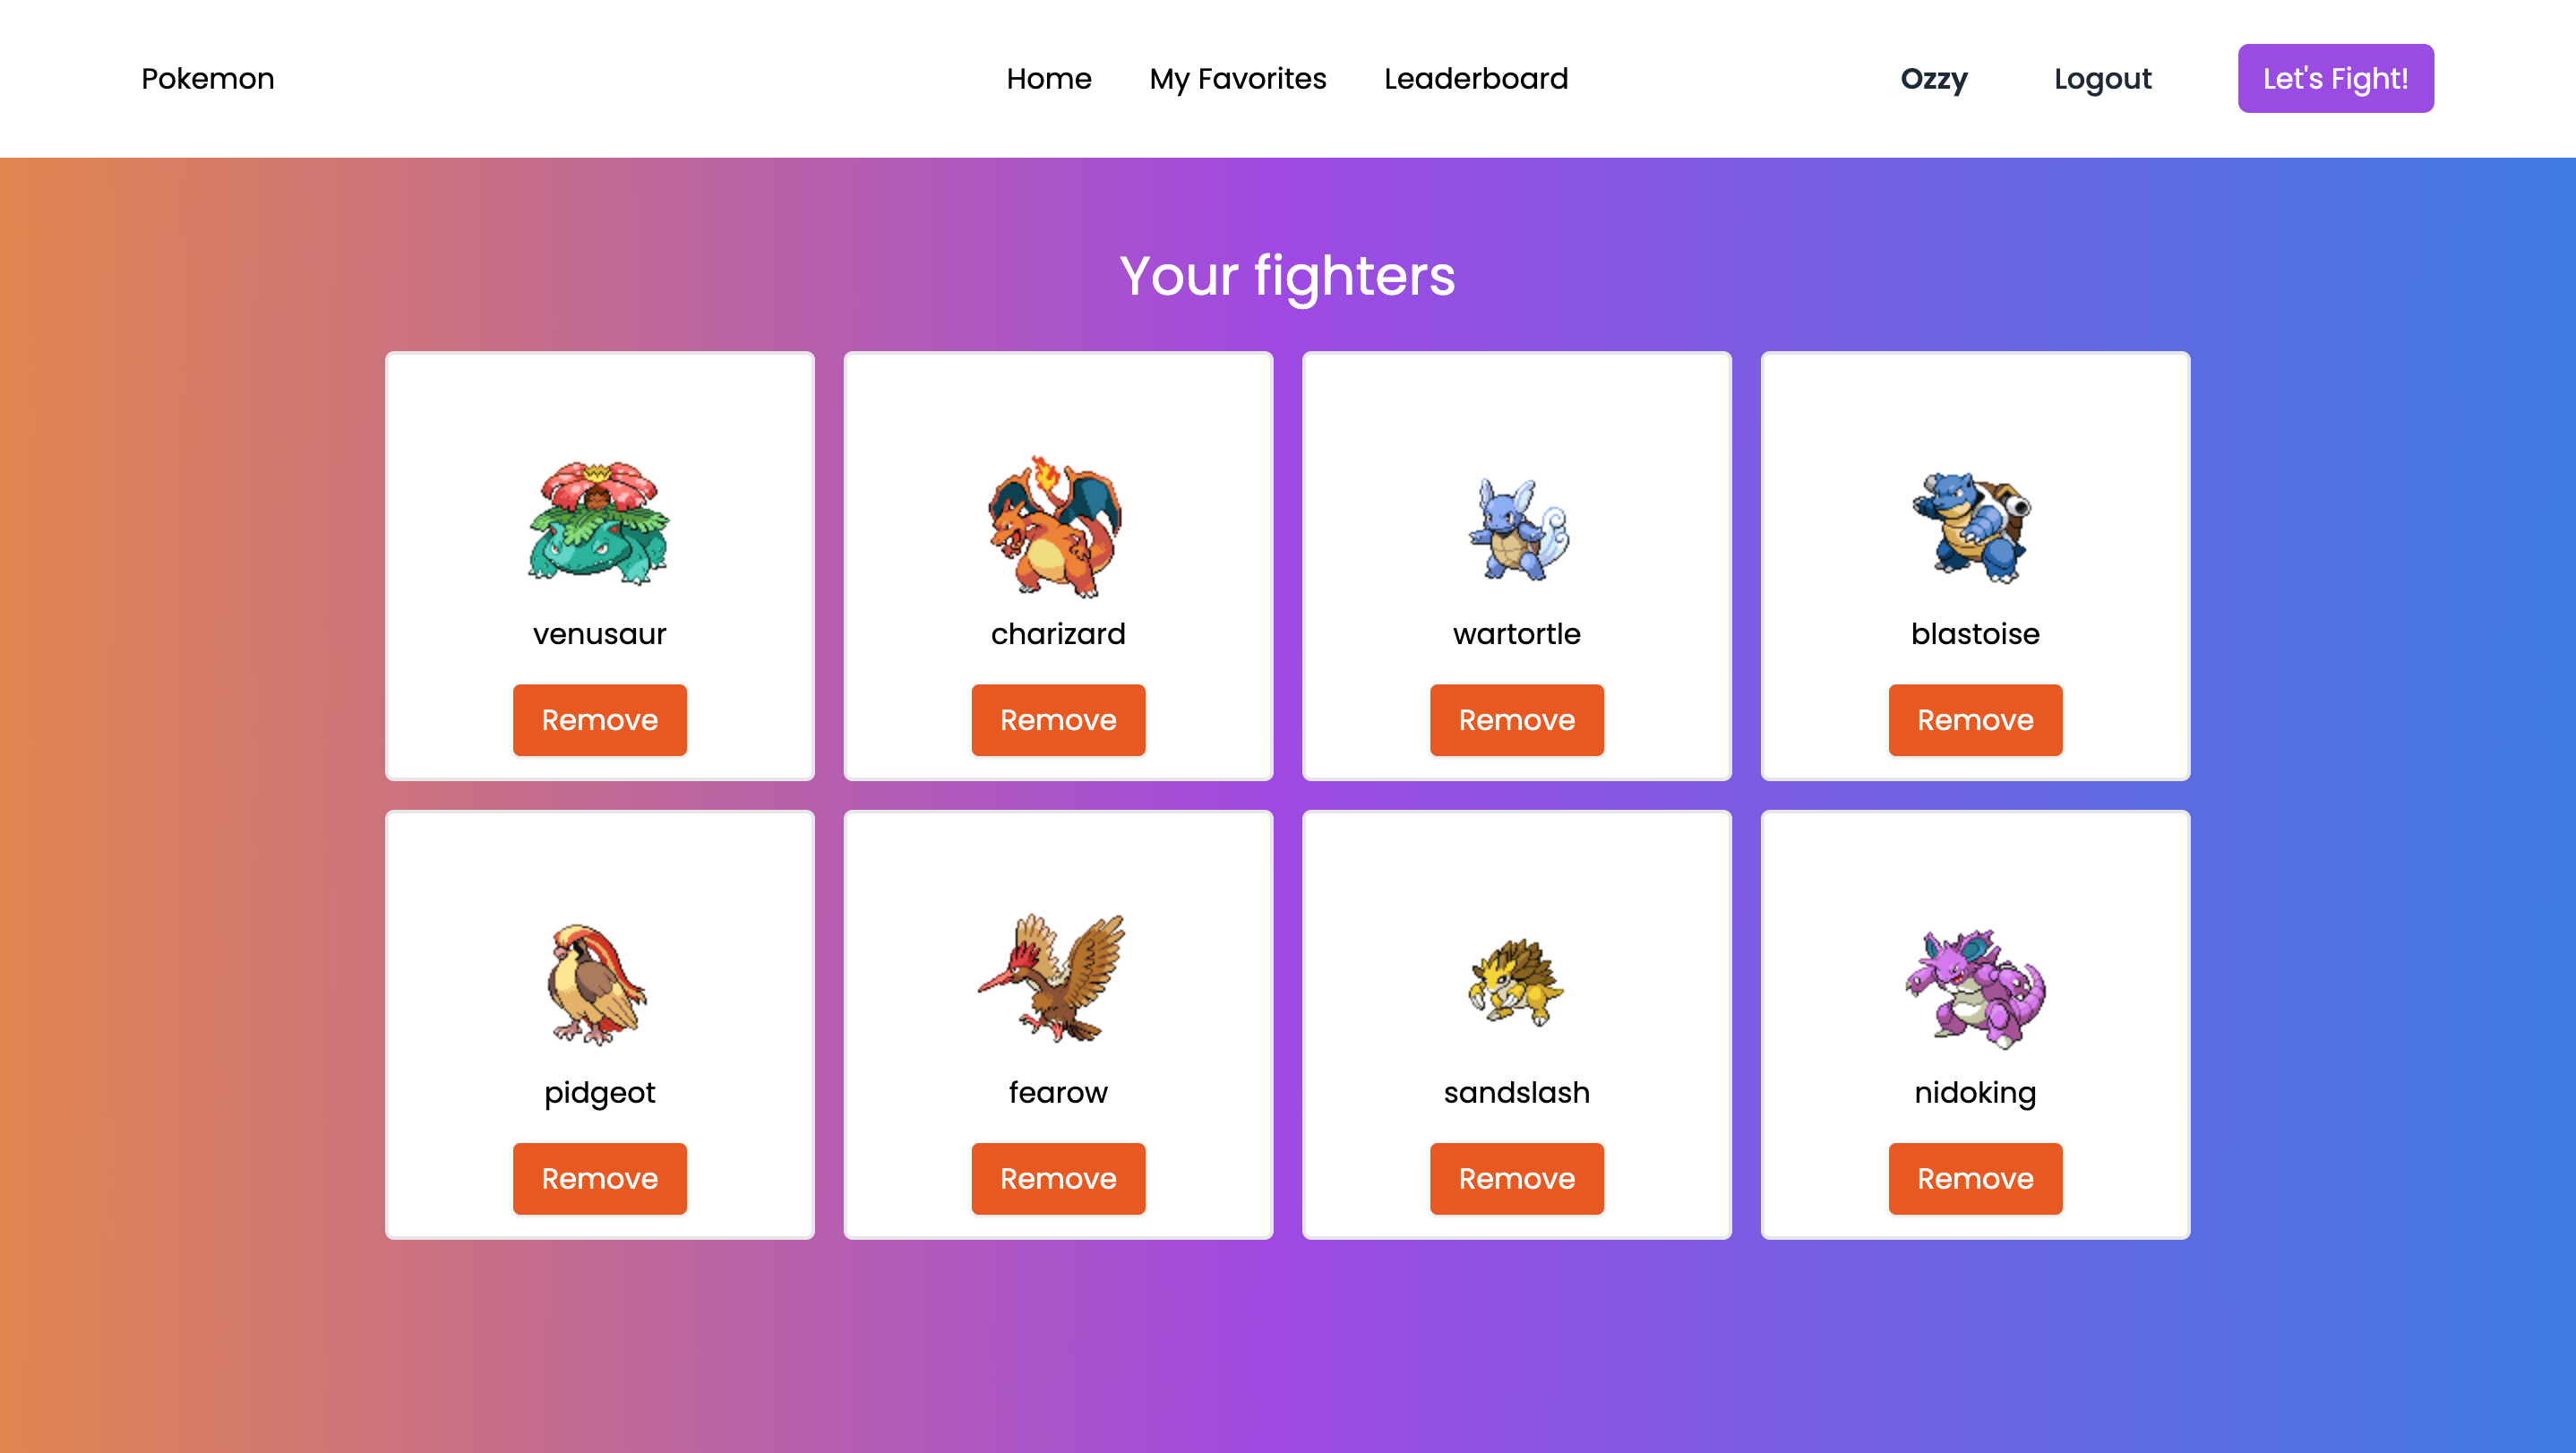 Pokemon
Home My Favorites Leaderboard
Ozzy Logout Let's Fight!
Your fighters
venusaur charizard wartortle blastoise
Remove Remove Remove Remove
pidgeot fearow sandslash nidoking
Remove Remove Remove Remove